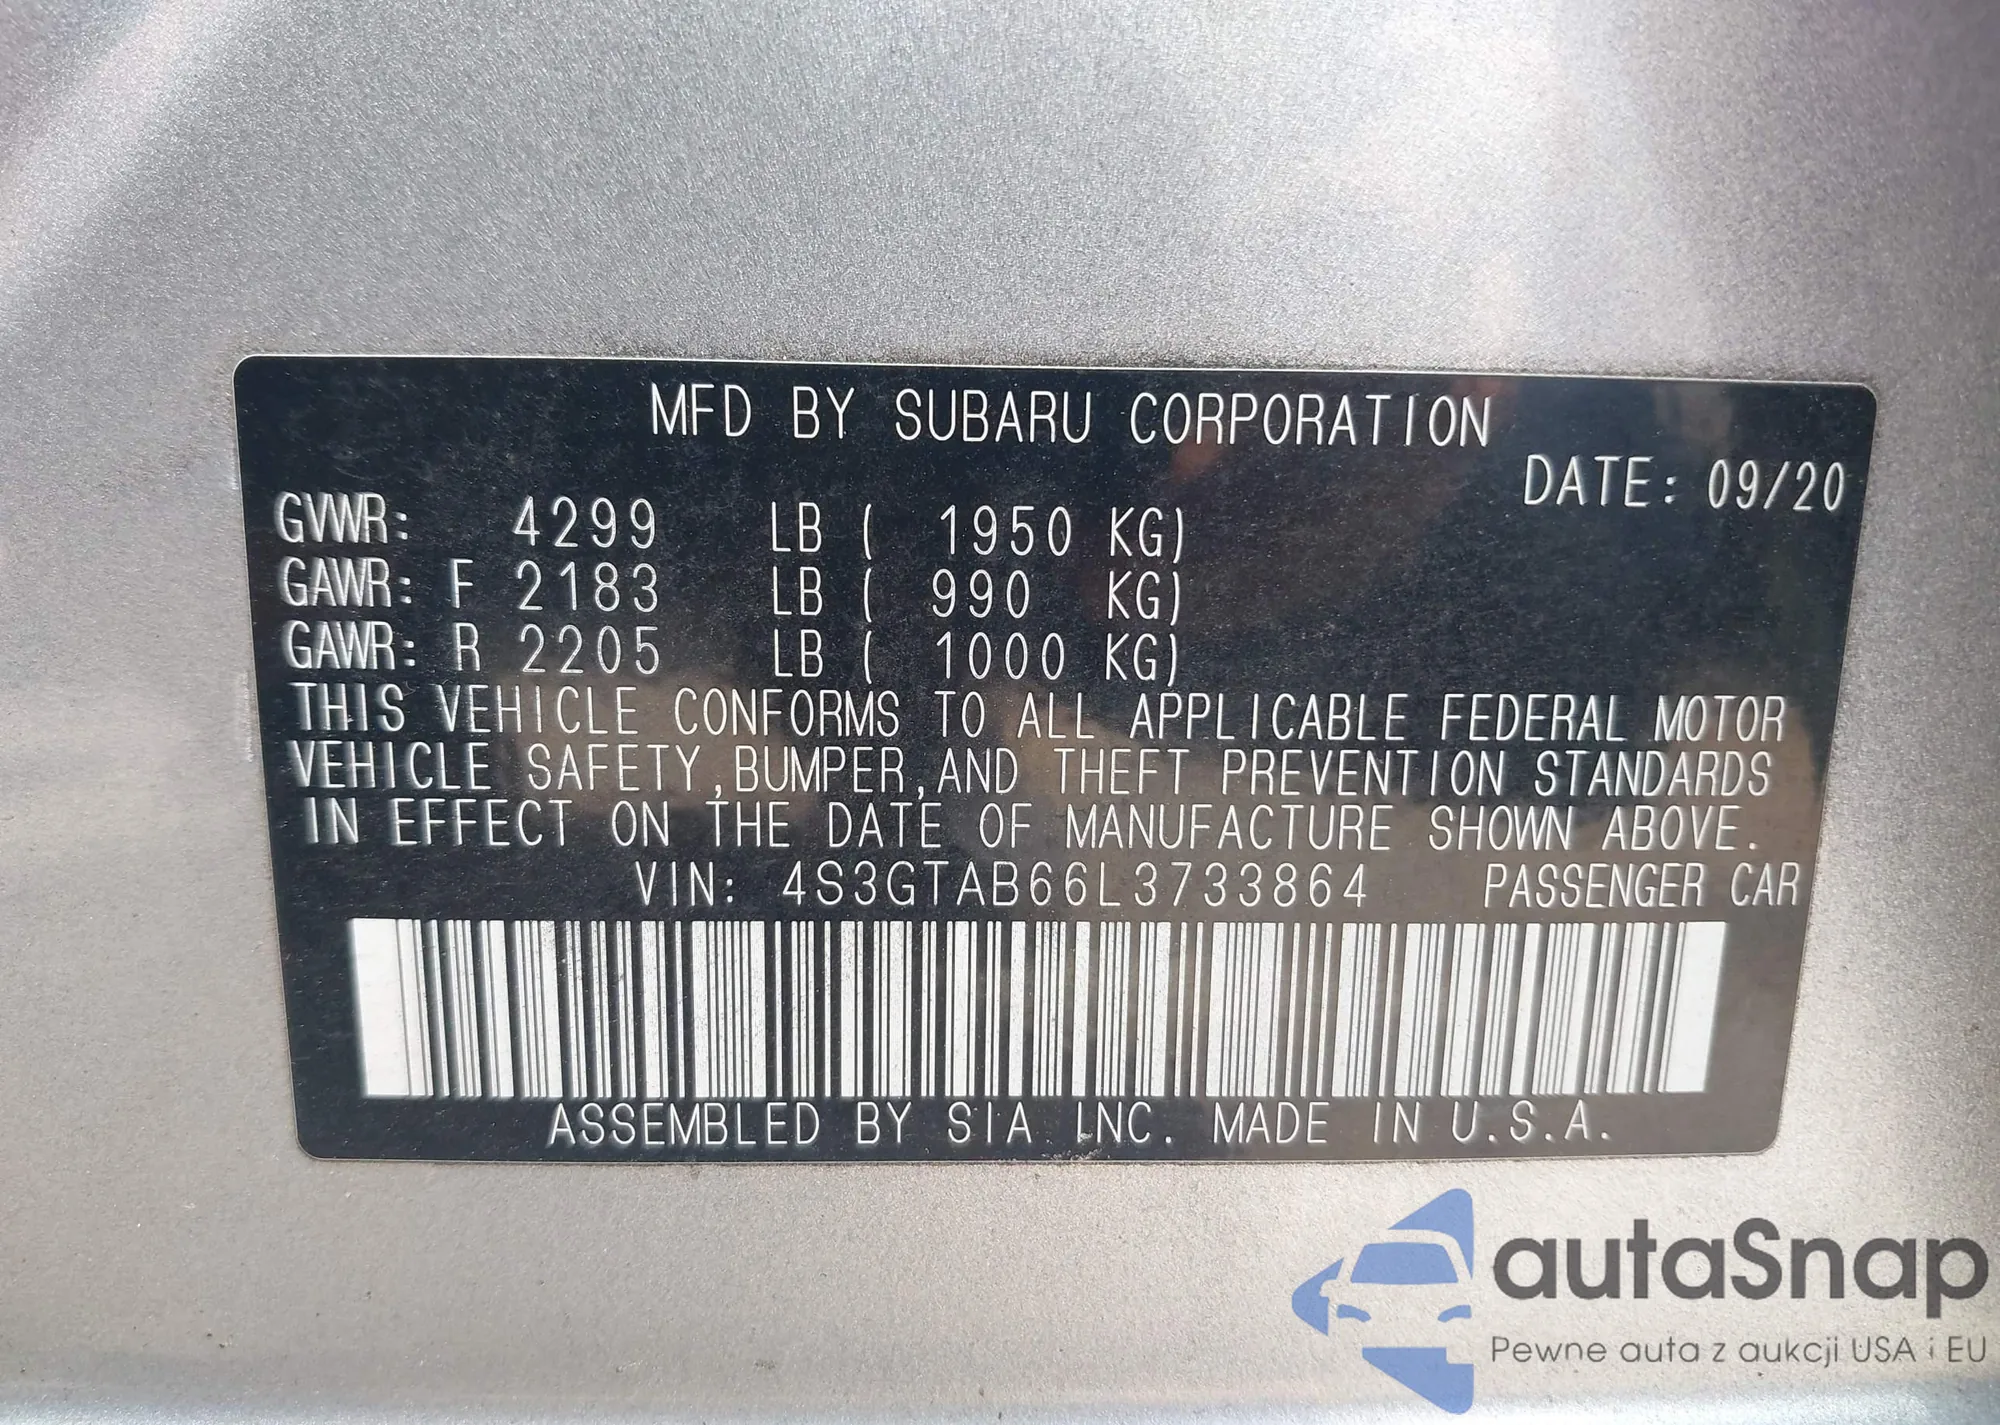 MFD BY SUBARU CORPORATION
DATE: 09/20
GVWR: 4299 LB ( 1950 KG)
GAWR: F 2183 LB ( 990 KG)
GAWR: R 2205 LB ( 1000 KG)
THIS VEHICLE CONFORMS TO ALL APPLICABLE FEDERAL MOTOR
VEHICLE SAFETY,BUMPER,AND THEFT PREVENTION STANDARDS
IN EFFECT ON THE DATE OF MANUFACTURE SHOWN ABOVE.
VIN: 4S3GTAB66L3733864 PASSENGER CAR
ASSEMBLED BY SIA INC. MADE IN U.S.A.
autaSnap
Pewne auta z aukcji USA i EU